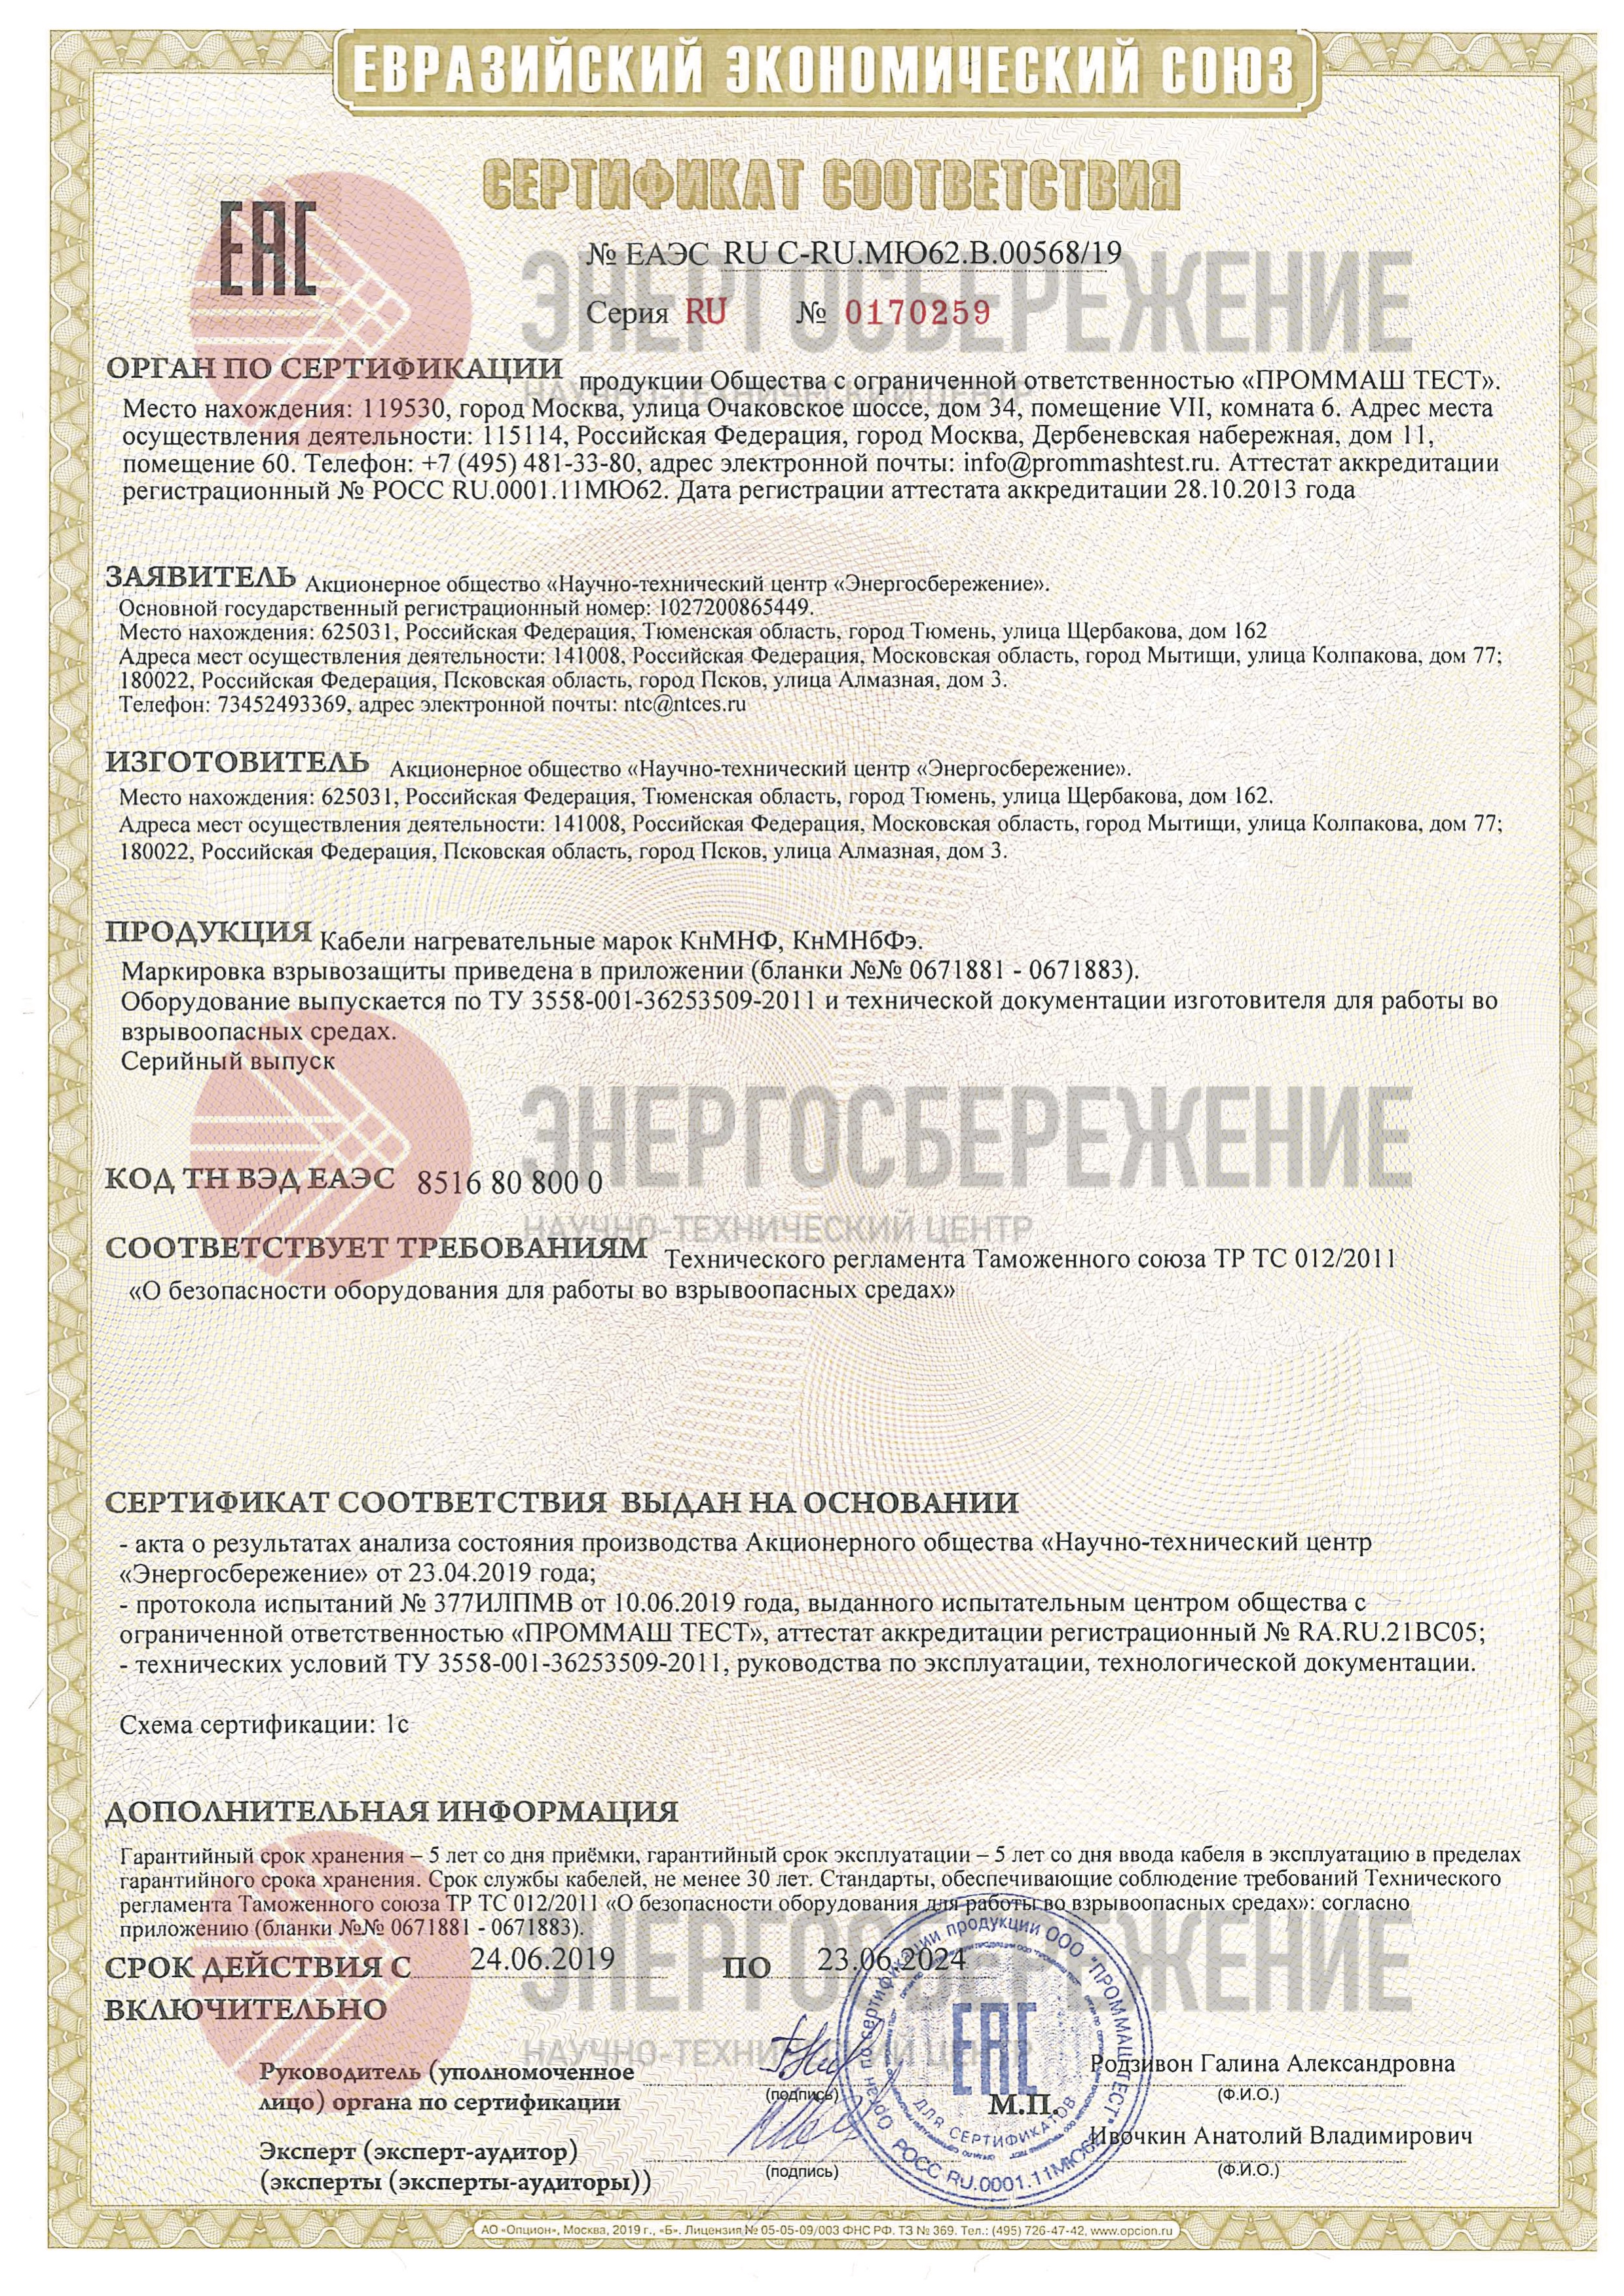 ЕВРАЗИЙСКИЙ ЭКОНОМИЧЕСКИЙ СОЮЗ
СЕРТИФИКАТ СООТВЕТСТВИЯ
ЕАС
№ ЕАЭС RU C-RU.МЮ62.В.00568/19
Серия RU № 0170259
ЭНЕРГОСБЕРЕЖЕНИЕ
НАУЧНО-ТЕХНИЧЕСКИЙ ЦЕНТР
ОРГАН ПО СЕРТИФИКАЦИИ продукции Общества с ограниченной ответственностью «ПРОММАШ ТЕСТ».
Место нахождения: 119530, город Москва, улица Очаковское шоссе, дом 34, помещение VII, комната 6. Адрес места
осуществления деятельности: 115114, Российская Федерация, город Москва, Дербеневская набережная, дом 11,
помещение 60. Телефон: +7 (495) 481-33-80, адрес электронной почты: info@prommashtest.ru. Аттестат аккредитации
регистрационный № РОСС RU.0001.11МЮ62. Дата регистрации аттестата аккредитации 28.10.2013 года
ЗАЯВИТЕЛЬ Акционерное общество «Научно-технический центр «Энергосбережение».
Основной государственный регистрационный номер: 1027200865449.
Место нахождения: 625031, Российская Федерация, Тюменская область, город Тюмень, улица Щербакова, дом 162
Адреса мест осуществления деятельности: 141008, Российская Федерация, Московская область, город Мытищи, улица Колпакова, дом 77;
180022, Российская Федерация, Псковская область, город Псков, улица Алмазная, дом 3.
Телефон: 73452493369, адрес электронной почты: ntc@ntces.ru
ИЗГОТОВИТЕЛЬ Акционерное общество «Научно-технический центр «Энергосбережение».
Место нахождения: 625031, Российская Федерация, Тюменская область, город Тюмень, улица Щербакова, дом 162.
Адреса мест осуществления деятельности: 141008, Российская Федерация, Московская область, город Мытищи, улица Колпакова, дом 77;
180022, Российская Федерация, Псковская область, город Псков, улица Алмазная, дом 3.
ПРОДУКЦИЯ Кабели нагревательные марок КнМНФ, КнМНбФэ.
Маркировка взрывозащиты приведена в приложении (бланки №№ 0671881 - 0671883).
Оборудование выпускается по ТУ 3558-001-36253509-2011 и технической документации изготовителя для работы во
взрывоопасных средах.
Серийный выпуск
ЭНЕРГОСБЕРЕЖЕНИЕ
КОД ТН ВЭД ЕАЭС 8516 80 800 0
НАУЧНО-ТЕХНИЧЕСКИЙ ЦЕНТР
СООТВЕТСТВУЕТ ТРЕБОВАНИЯМ Технического регламента Таможенного союза ТР ТС 012/2011
«О безопасности оборудования для работы во взрывоопасных средах»
СЕРТИФИКАТ СООТВЕТСТВИЯ ВЫДАН НА ОСНОВАНИИ
- акта о результатах анализа состояния производства Акционерного общества «Научно-технический центр
«Энергосбережение» от 23.04.2019 года;
- протокола испытаний № 377ИЛПМВ от 10.06.2019 года, выданного испытательным центром общества с
ограниченной ответственностью «ПРОММАШ ТЕСТ», аттестат аккредитации регистрационный № RA.RU.21ВС05;
- технических условий ТУ 3558-001-36253509-2011, руководства по эксплуатации, технологической документации.
Схема сертификации: 1с
ДОПОЛНИТЕЛЬНАЯ ИНФОРМАЦИЯ
Гарантийный срок хранения – 5 лет со дня приёмки, гарантийный срок эксплуатации – 5 лет со дня ввода кабеля в эксплуатацию в пределах
гарантийного срока хранения. Срок службы кабелей, не менее 30 лет. Стандарты, обеспечивающие соблюдение требований Технического
регламента Таможенного союза ТР ТС 012/2011 «О безопасности оборудования для работы во взрывоопасных средах»: согласно
приложению (бланки №№ 0671881 - 0671883).
СРОК ДЕЙСТВИЯ С 24.06.2019 ПО 23.06.2024
ВКЛЮЧИТЕЛЬНО
ЭНЕРГОСБЕРЕЖЕНИЕ
НАУЧНО-ТЕХНИЧЕСКИЙ ЦЕНТР
Руководитель (уполномоченное
лицо) органа по сертификации
(подпись)
М.П.
Родзивон Галина Александровна
(Ф.И.О.)
Эксперт (эксперт-аудитор)
(эксперты (эксперты-аудиторы))
(подпись)
Ивочкин Анатолий Владимирович
(Ф.И.О.)
Орган по сертификации продукции ООО "ПРОММАШ ТЕСТ"
РОСС RU.0001.11МЮ62
ЕАС
ДЛЯ СЕРТИФИКАТОВ
АО «Опцион», Москва, 2019 г., «Б». Лицензия № 05-05-09/003 ФНС РФ. ТЗ № 369. Тел.: (495) 726-47-42, www.opcion.ru